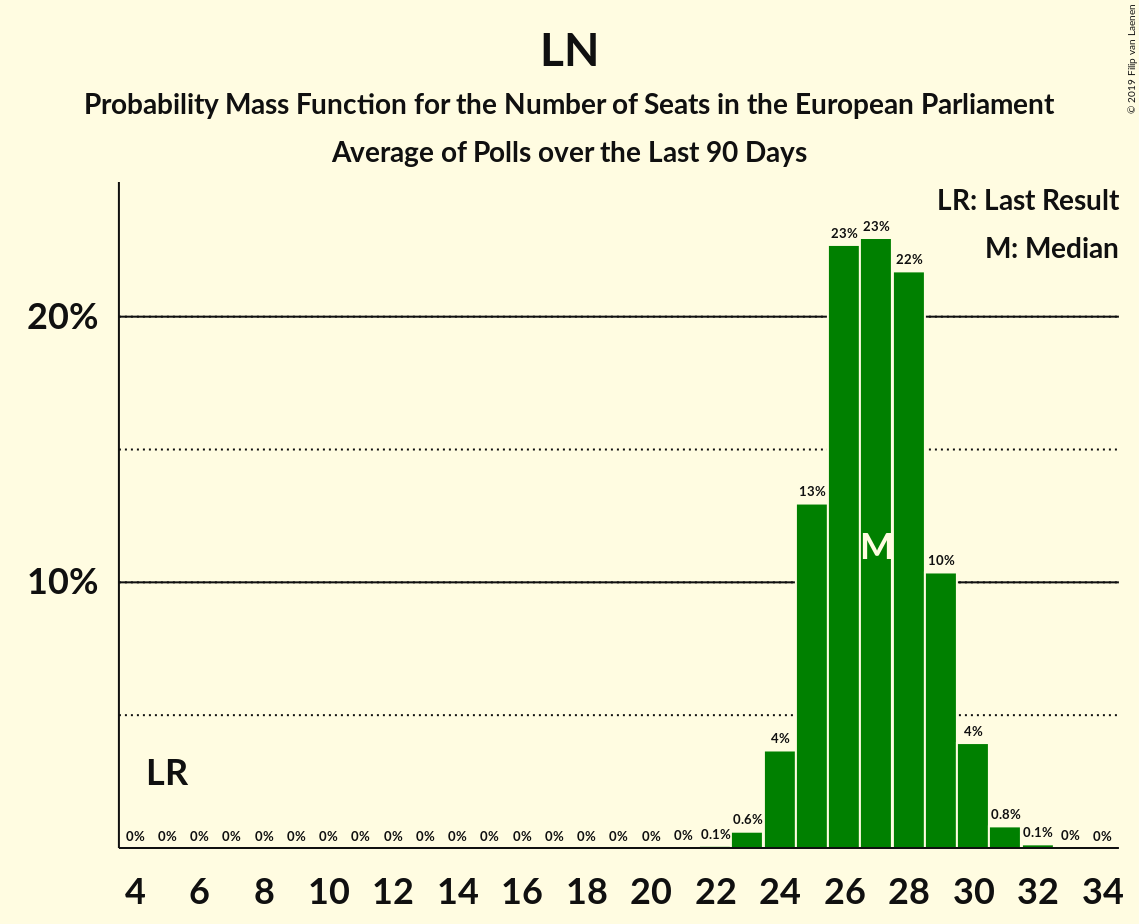 LN
Probability Mass Function for the Number of Seats in the European Parliament
Average of Polls over the Last 90 Days
© 2019 Filip van Laenen
LR: Last Result
M: Median
20%
10%
23% 23% 22%
13%
M
10%
LR
4% 4%
0% 0% 0% 0% 0% 0% 0% 0% 0% 0% 0% 0% 0% 0% 0% 0% 0% 0% 0.1% 0.6% 0.8% 0.1% 0% 0%
4 6 8 10 12 14 16 18 20 22 24 26 28 30 32 34